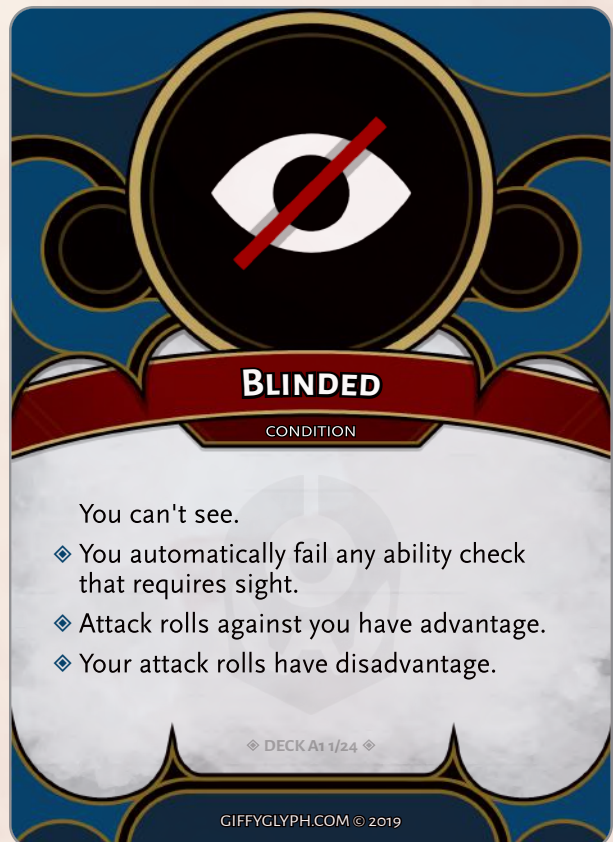 BLINDED
CONDITION
You can't see.
◈ You automatically fail any ability check
that requires sight.
◈ Attack rolls against you have advantage.
◈ Your attack rolls have disadvantage.
◈ DECK A1 1/24 ◈
GIFFYGLYPH.COM © 2019